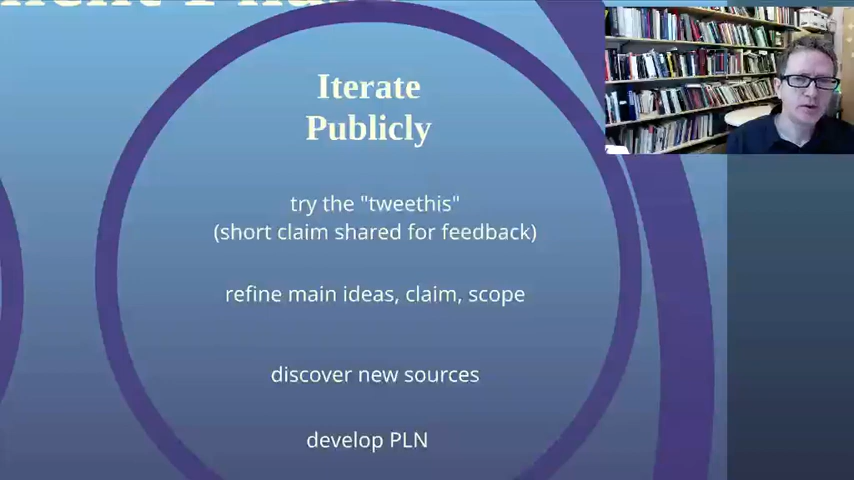 Iterate
Publicly
try the "tweethis"
(short claim shared for feedback)
refine main ideas, claim, scope
discover new sources
develop PLN